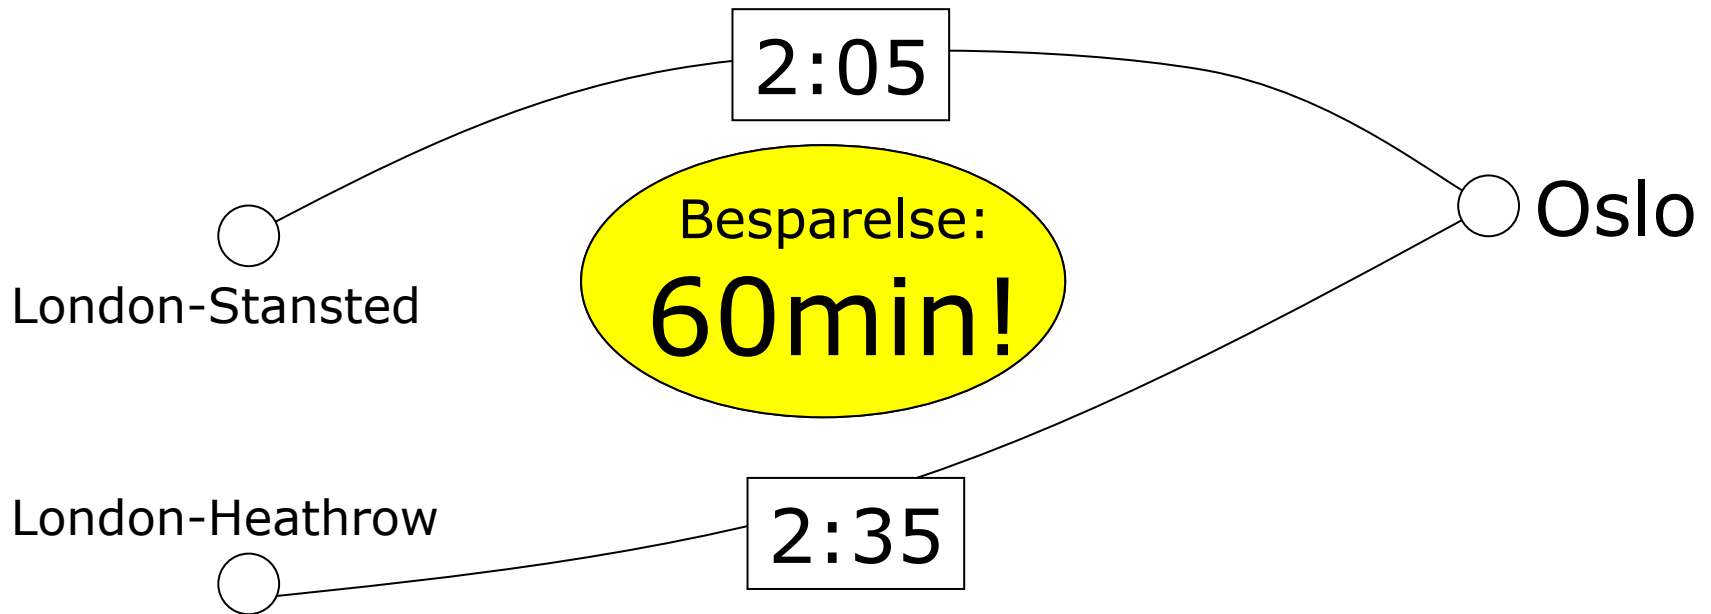 2:05
Oslo
Besparelse:
60min!
London-Stansted
London-Heathrow
2:35